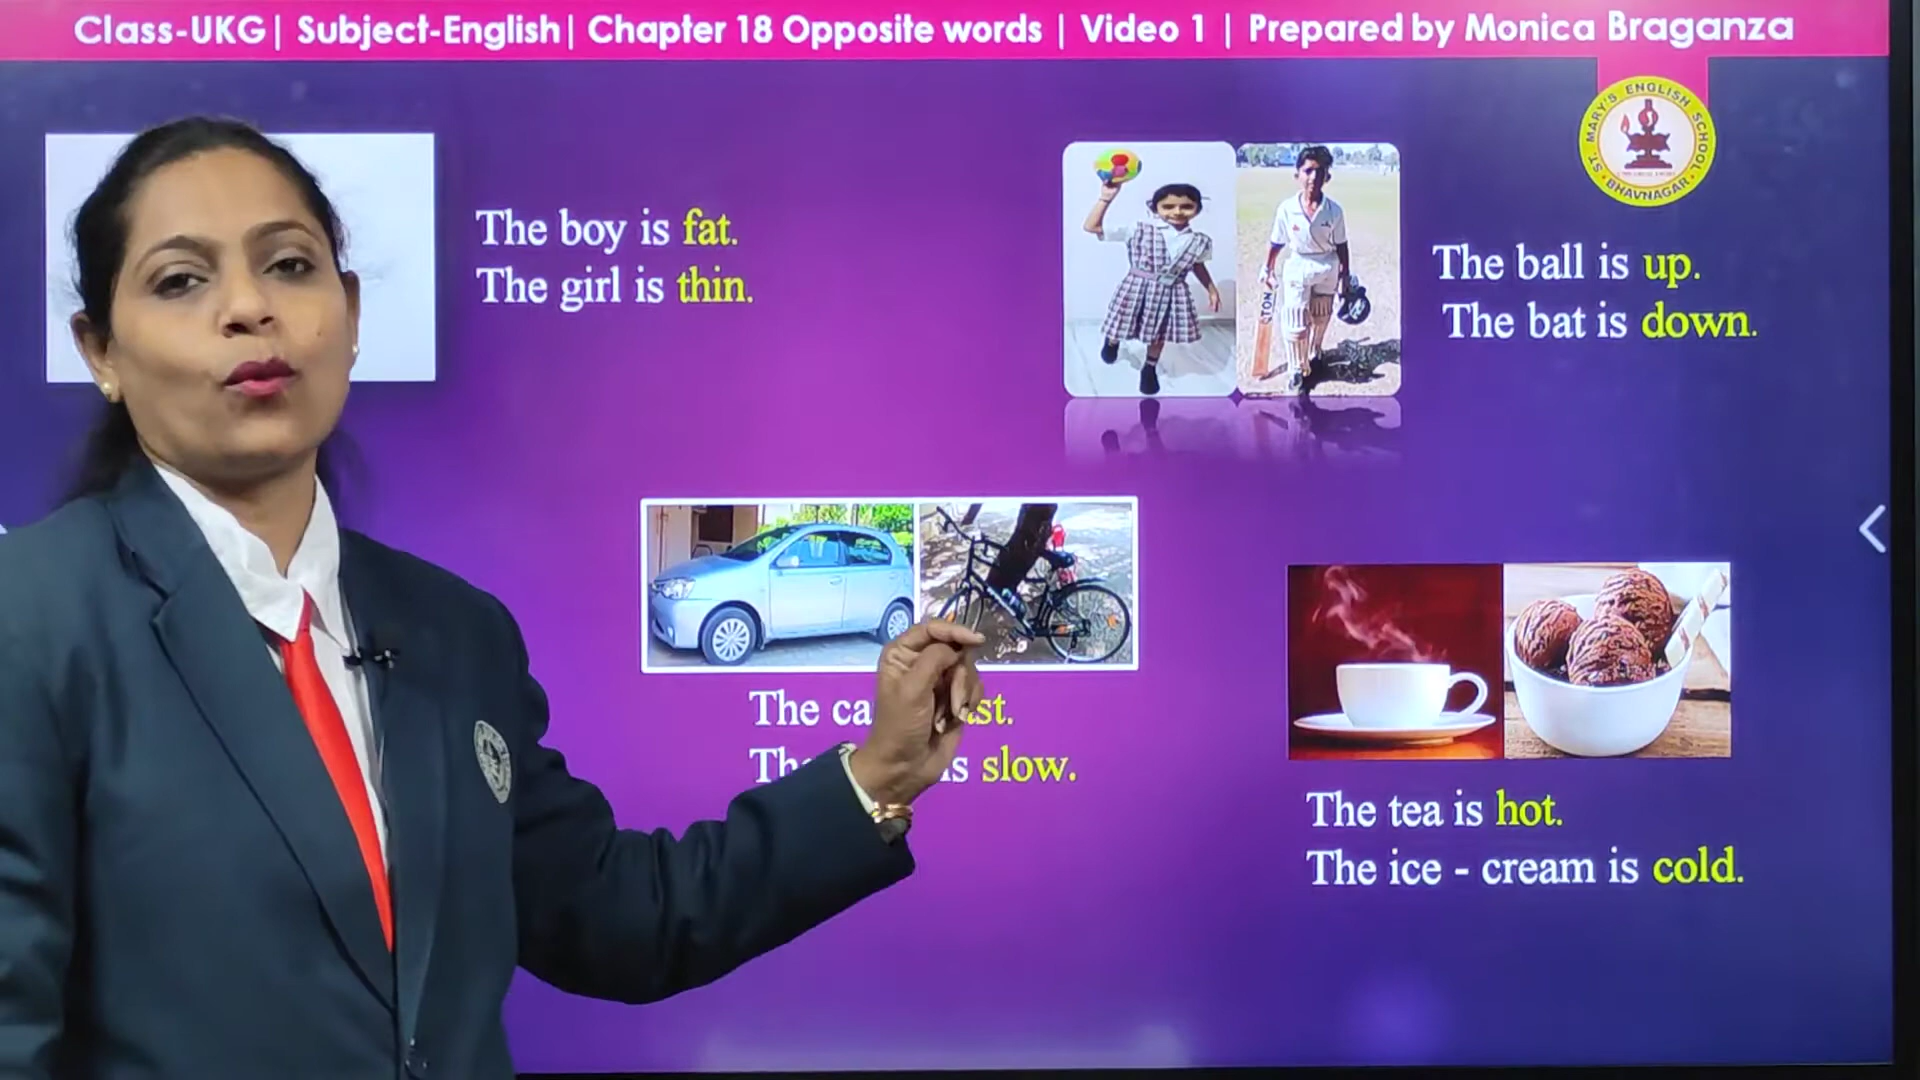 Class-UKG| Subject-English| Chapter 18 Opposite words | Video 1 | Prepared by Monica Braganza
ST. MARY'S ENGLISH SCHOOL
BHAVNAGAR
The boy is fat.
The girl is thin.
The ball is up.
The bat is down.
TON
The ca ast.
Th is slow.
The tea is hot.
The ice - cream is cold.